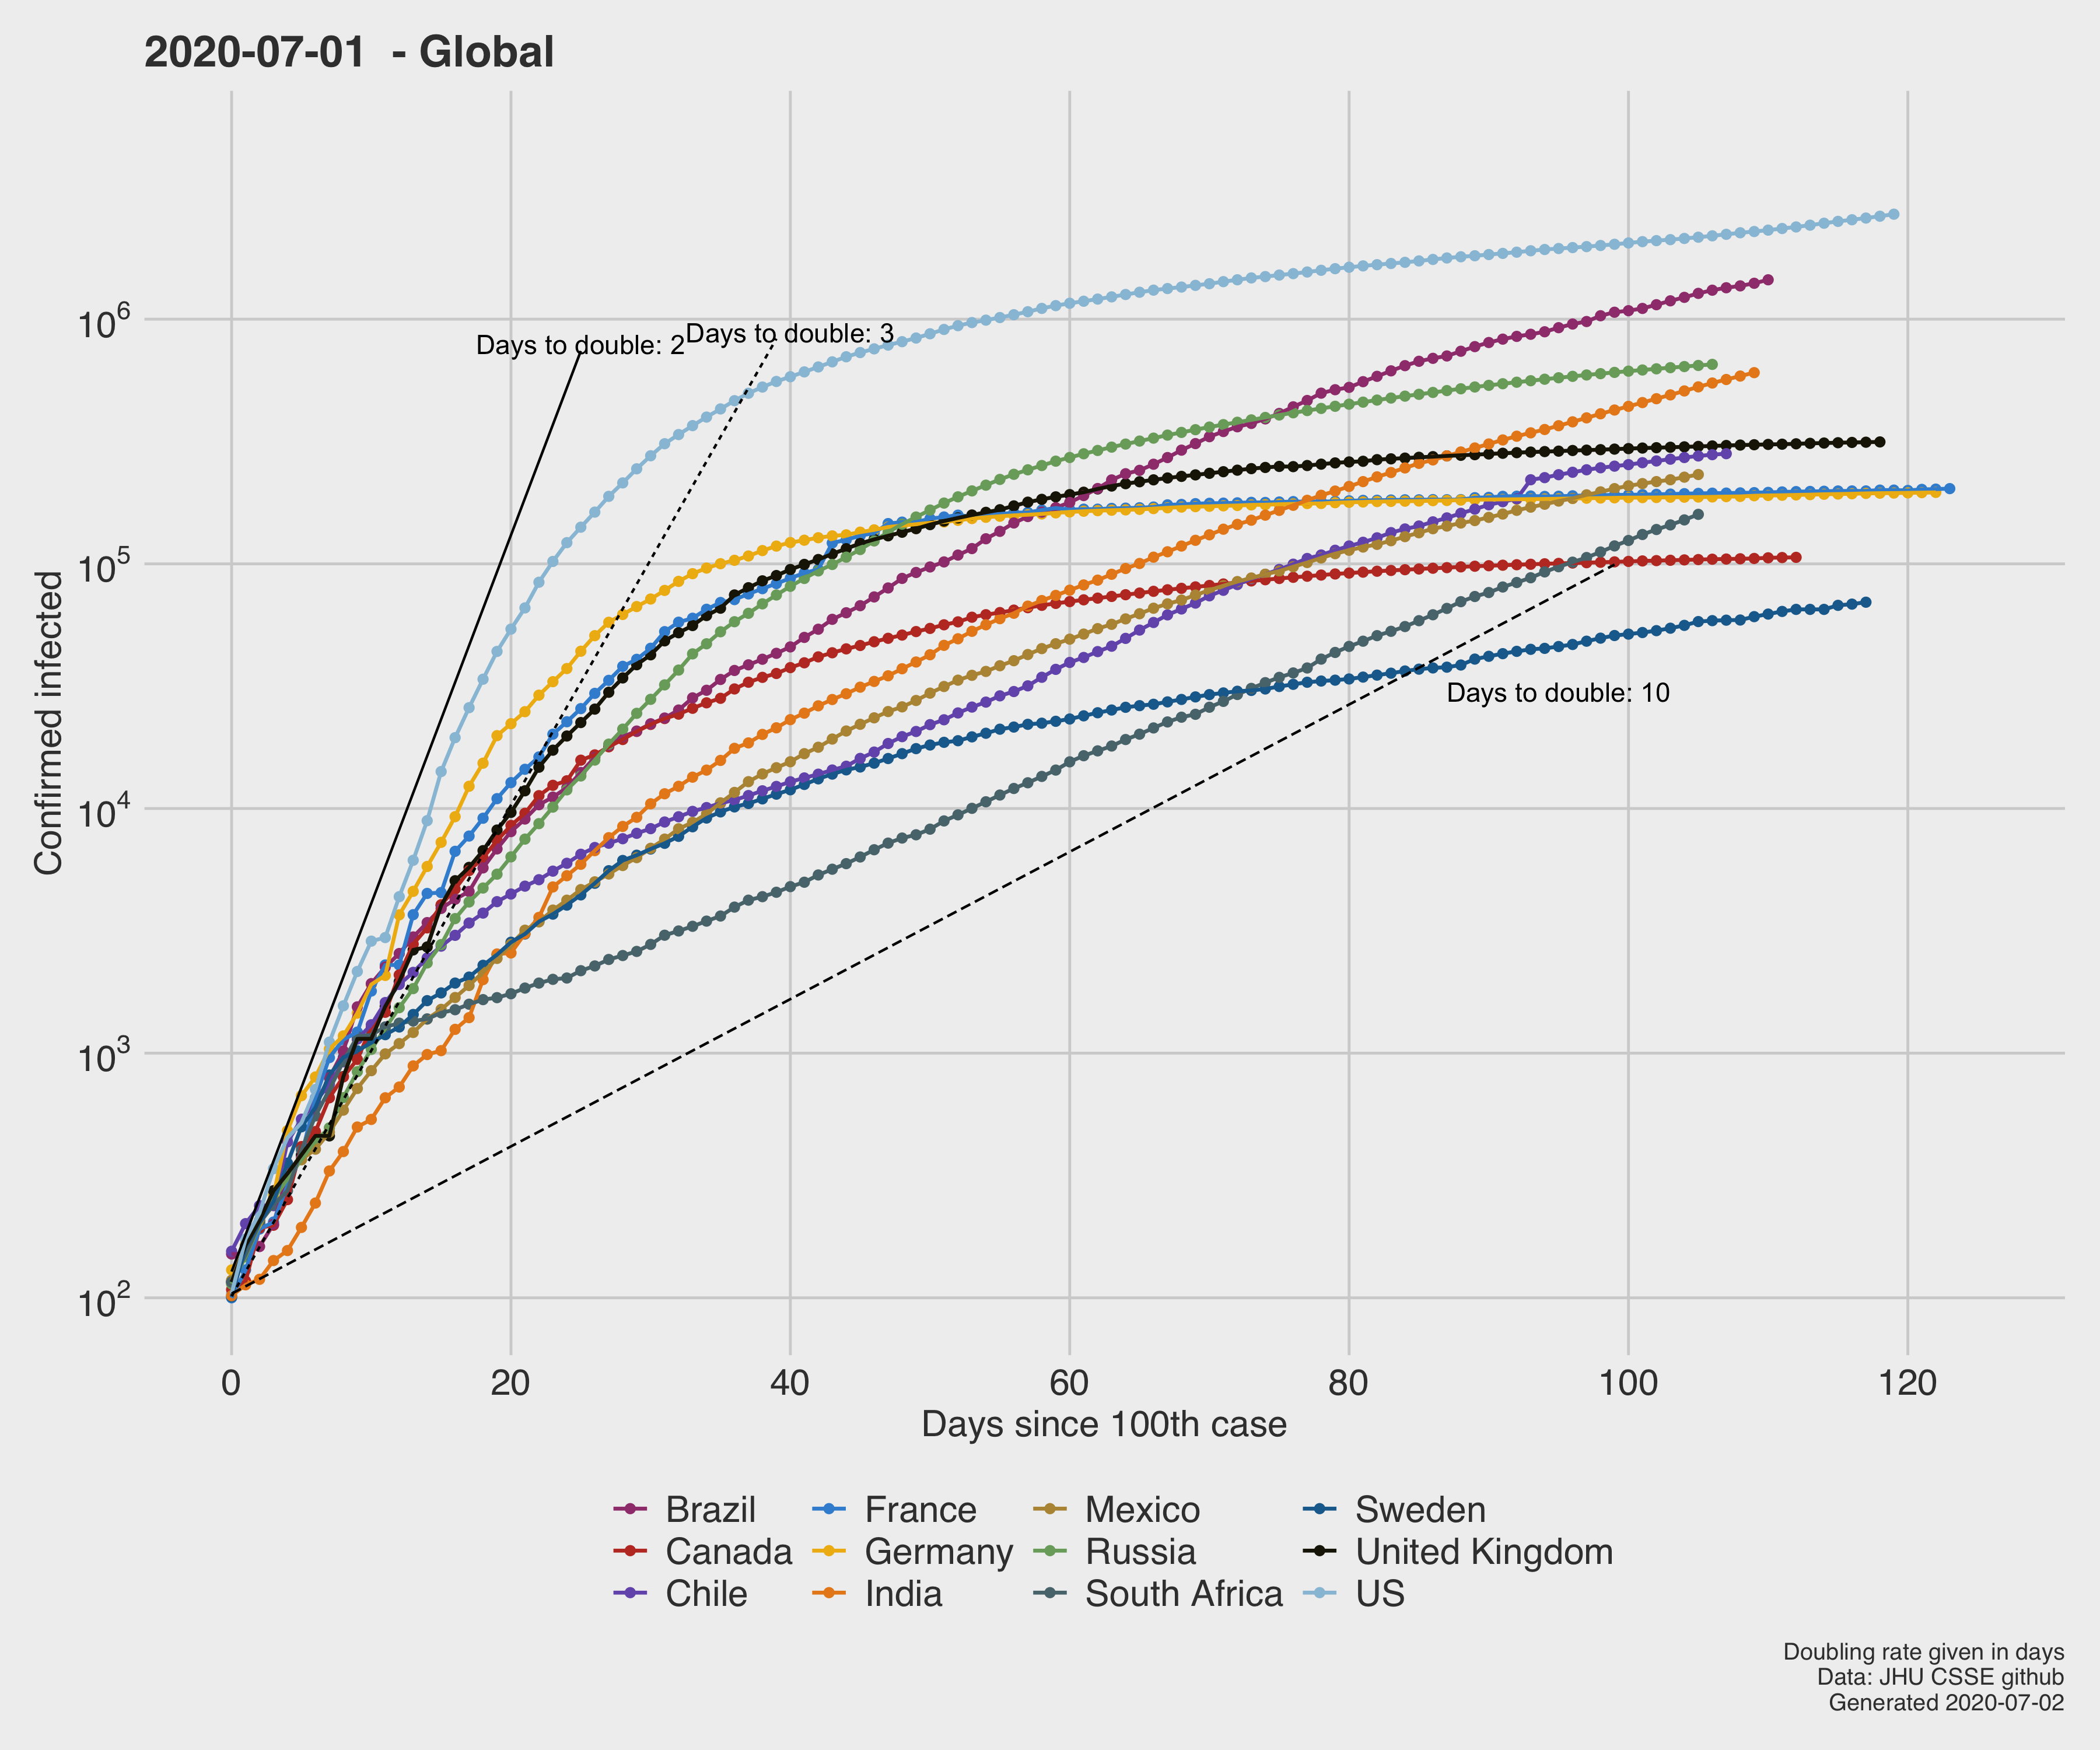 2020-07-01  - Global
Confirmed infected
10^6
10^5
10^4
10^3
10^2
Days to double: 2
Days to double: 3
Days to double: 10
0 20 40 60 80 100 120
Days since 100th case
Brazil France Mexico Sweden
Canada Germany Russia United Kingdom
Chile India South Africa US
Doubling rate given in days
Data: JHU CSSE github
Generated 2020-07-02